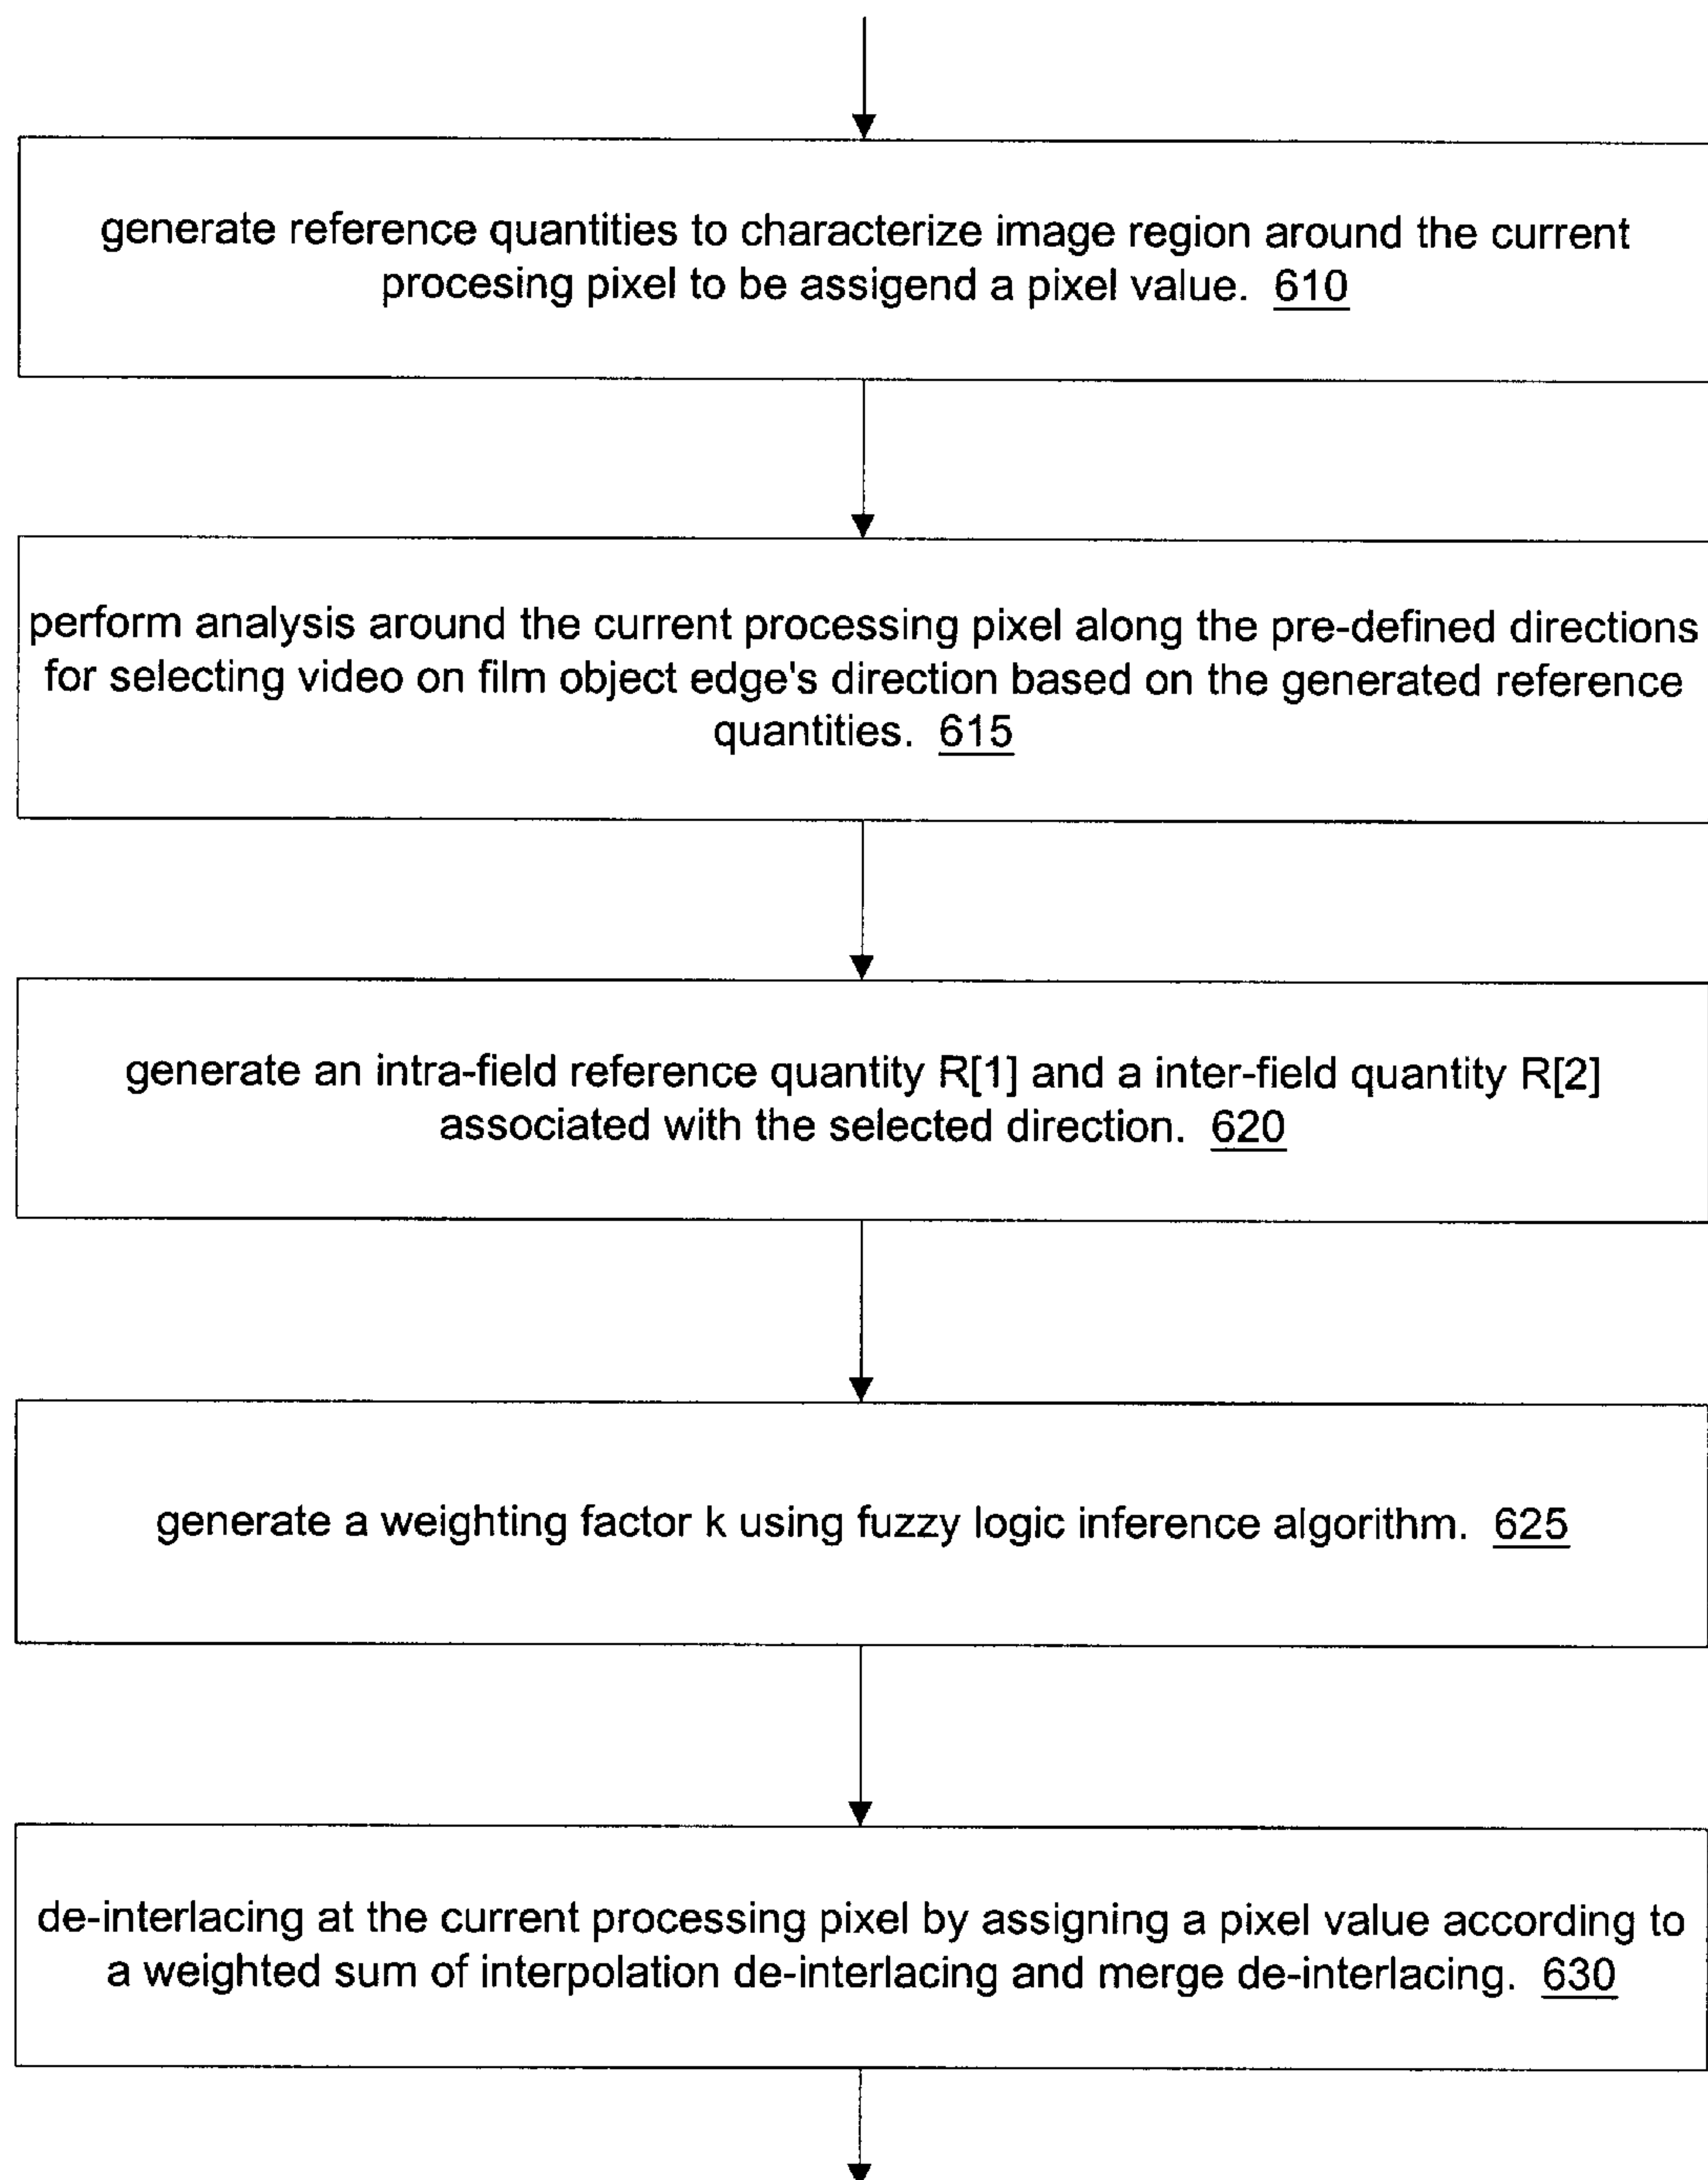 generate reference quantities to characterize image region around the current
procesing pixel to be assigend a pixel value. 610
perform analysis around the current processing pixel along the pre-defined directions
for selecting video on film object edge's direction based on the generated reference
quantities. 615
generate an intra-field reference quantity R[1] and a inter-field quantity R[2]
associated with the selected direction. 620
generate a weighting factor k using fuzzy logic inference algorithm. 625
de-interlacing at the current processing pixel by assigning a pixel value according to
a weighted sum of interpolation de-interlacing and merge de-interlacing. 630